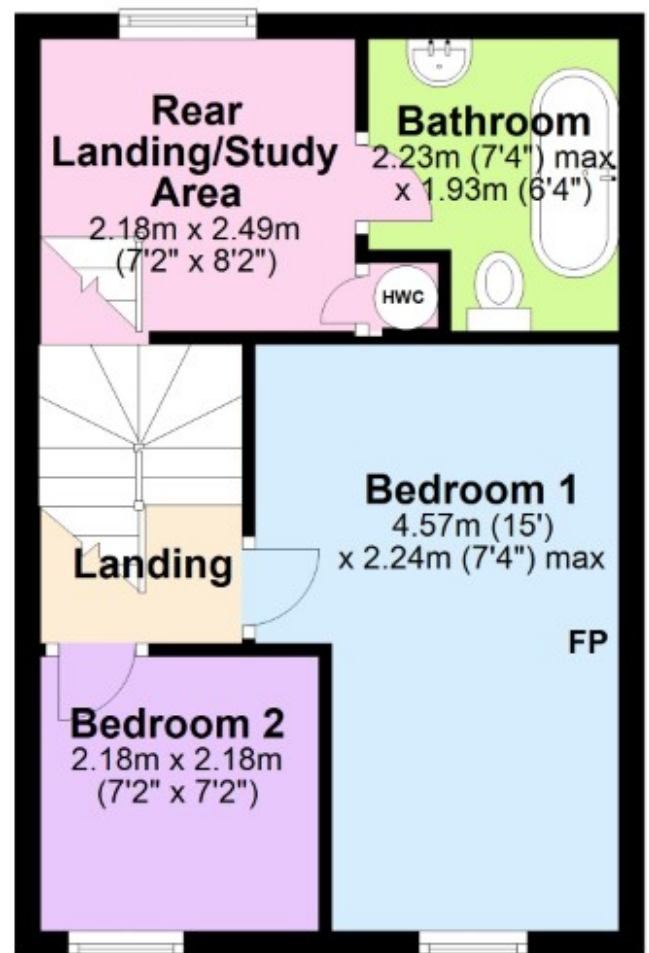 Rear
Landing/Study
Area
2.18m x 2.49m
(7'2" x 8'2")
Bathroom
2.23m (7'4") max
x 1.93m (6'4")
HWC
Bedroom 1
4.57m (15')
x 2.24m (7'4") max
Landing
FP
Bedroom 2
2.18m x 2.18m
(7'2" x 7'2")